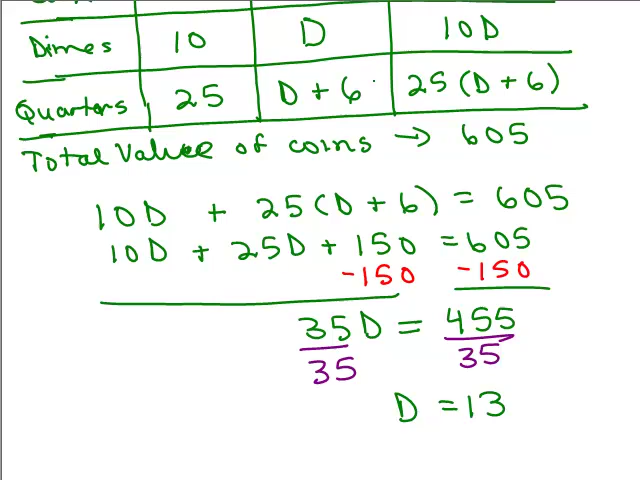 Dimes 10 D 10D
Quarters 25 D + 6 25 (D + 6)
Total Value of coins → 605
10D + 25(D + 6) = 605
10D + 25D + 150 = 605
-150 -150
35D = 455
35 35
D = 13